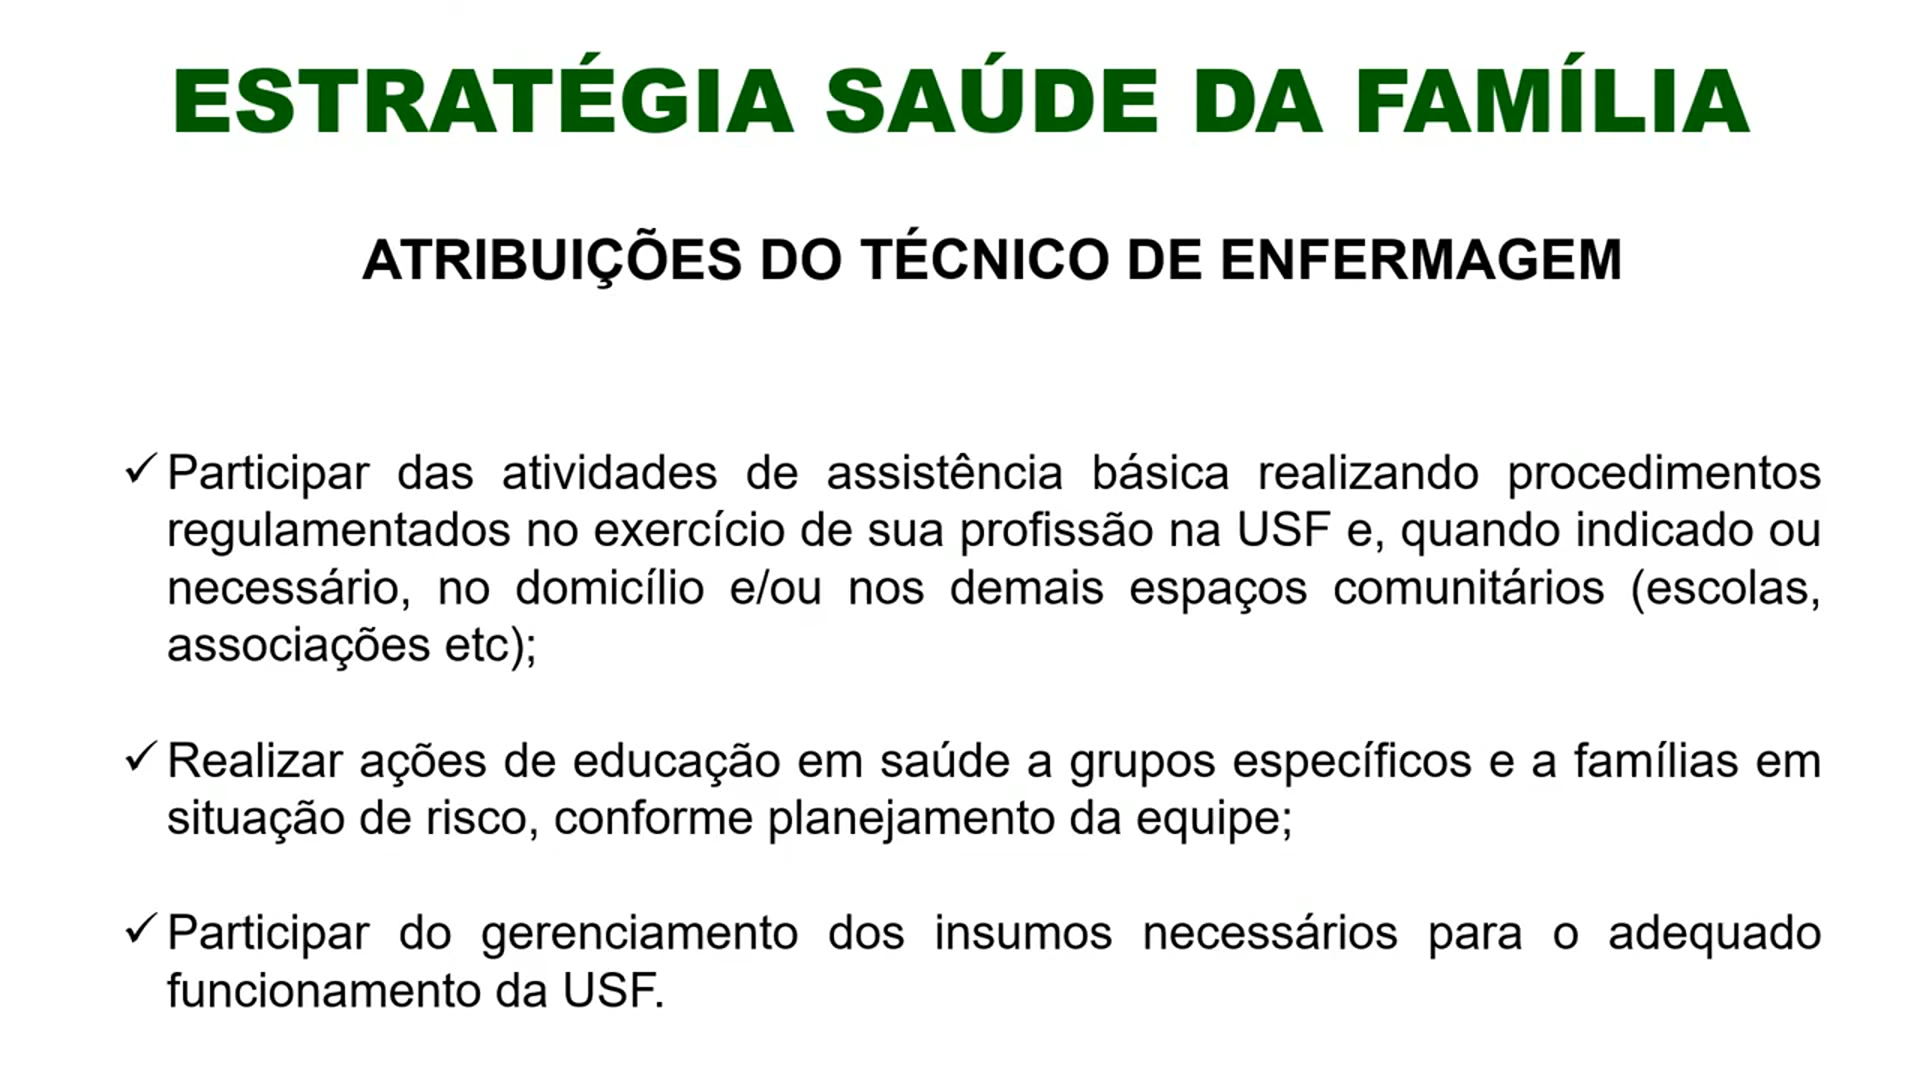 ESTRATÉGIA SAÚDE DA FAMÍLIA
ATRIBUIÇÕES DO TÉCNICO DE ENFERMAGEM
✓ Participar das atividades de assistência básica realizando procedimentos
regulamentados no exercício de sua profissão na USF e, quando indicado ou
necessário, no domicílio e/ou nos demais espaços comunitários (escolas,
associações etc);
✓ Realizar ações de educação em saúde a grupos específicos e a famílias em
situação de risco, conforme planejamento da equipe;
✓ Participar do gerenciamento dos insumos necessários para o adequado
funcionamento da USF.